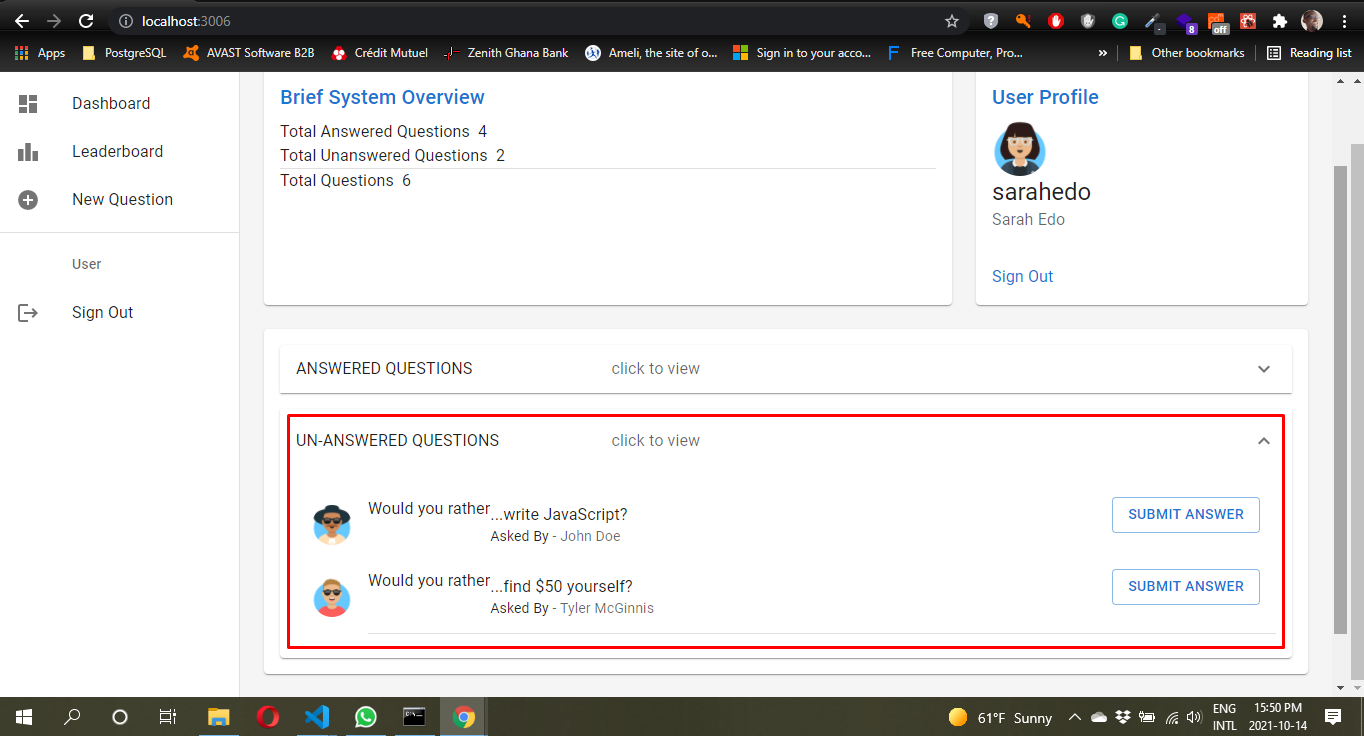 localhost:3006
8
off
Apps
PostgreSQL
AVAST Software B2B
Crédit Mutuel
Zenith Ghana Bank
Ameli, the site of o...
Sign in to your acco...
Free Computer, Pro...
»
Other bookmarks
Reading list
Dashboard
Leaderboard
New Question
User
Sign Out
Brief System Overview
Total Answered Questions 4
Total Unanswered Questions 2
Total Questions 6
User Profile
sarahedo
Sarah Edo
Sign Out
ANSWERED QUESTIONS click to view
UN-ANSWERED QUESTIONS click to view
Would you rather ...write JavaScript?
Asked By - John Doe
SUBMIT ANSWER
Would you rather ...find $50 yourself?
Asked By - Tyler McGinnis
SUBMIT ANSWER
61°F Sunny
ENG
INTL
15:50 PM
2021-10-14